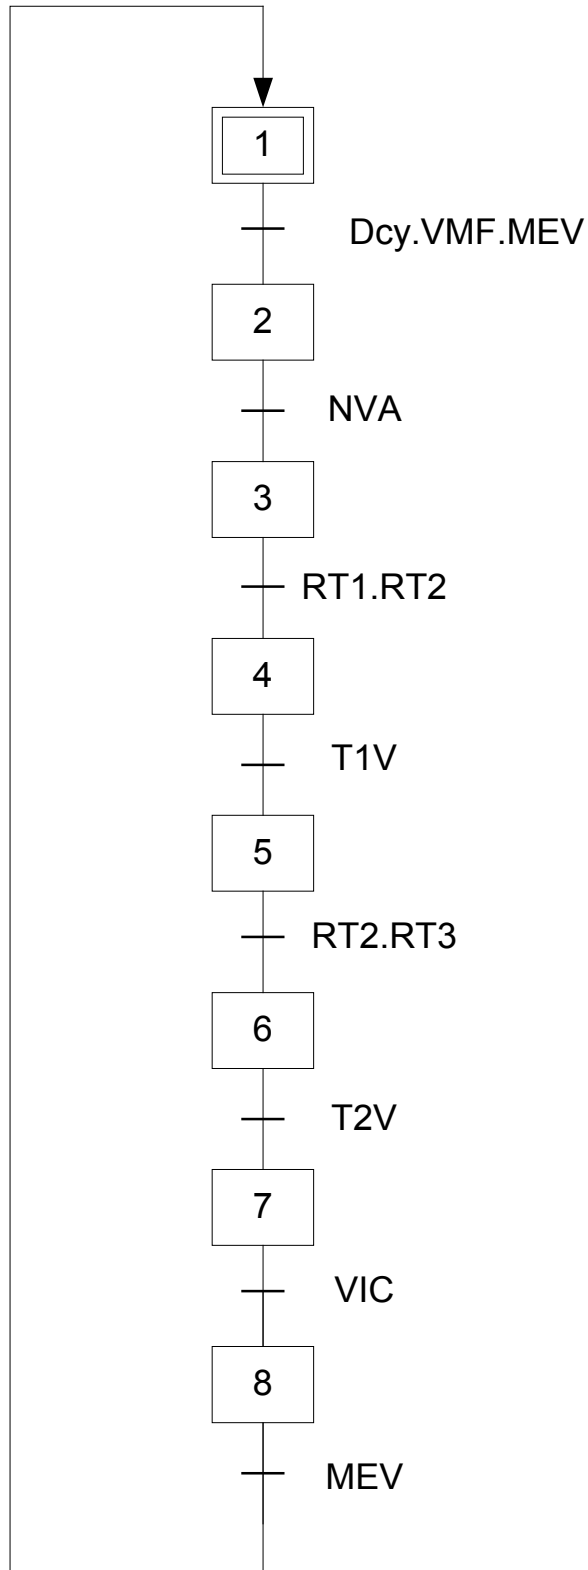 1
Dcy.VMF.MEV
2
NVA
3
RT1.RT2
4
T1V
5
RT2.RT3
6
T2V
7
VIC
8
MEV